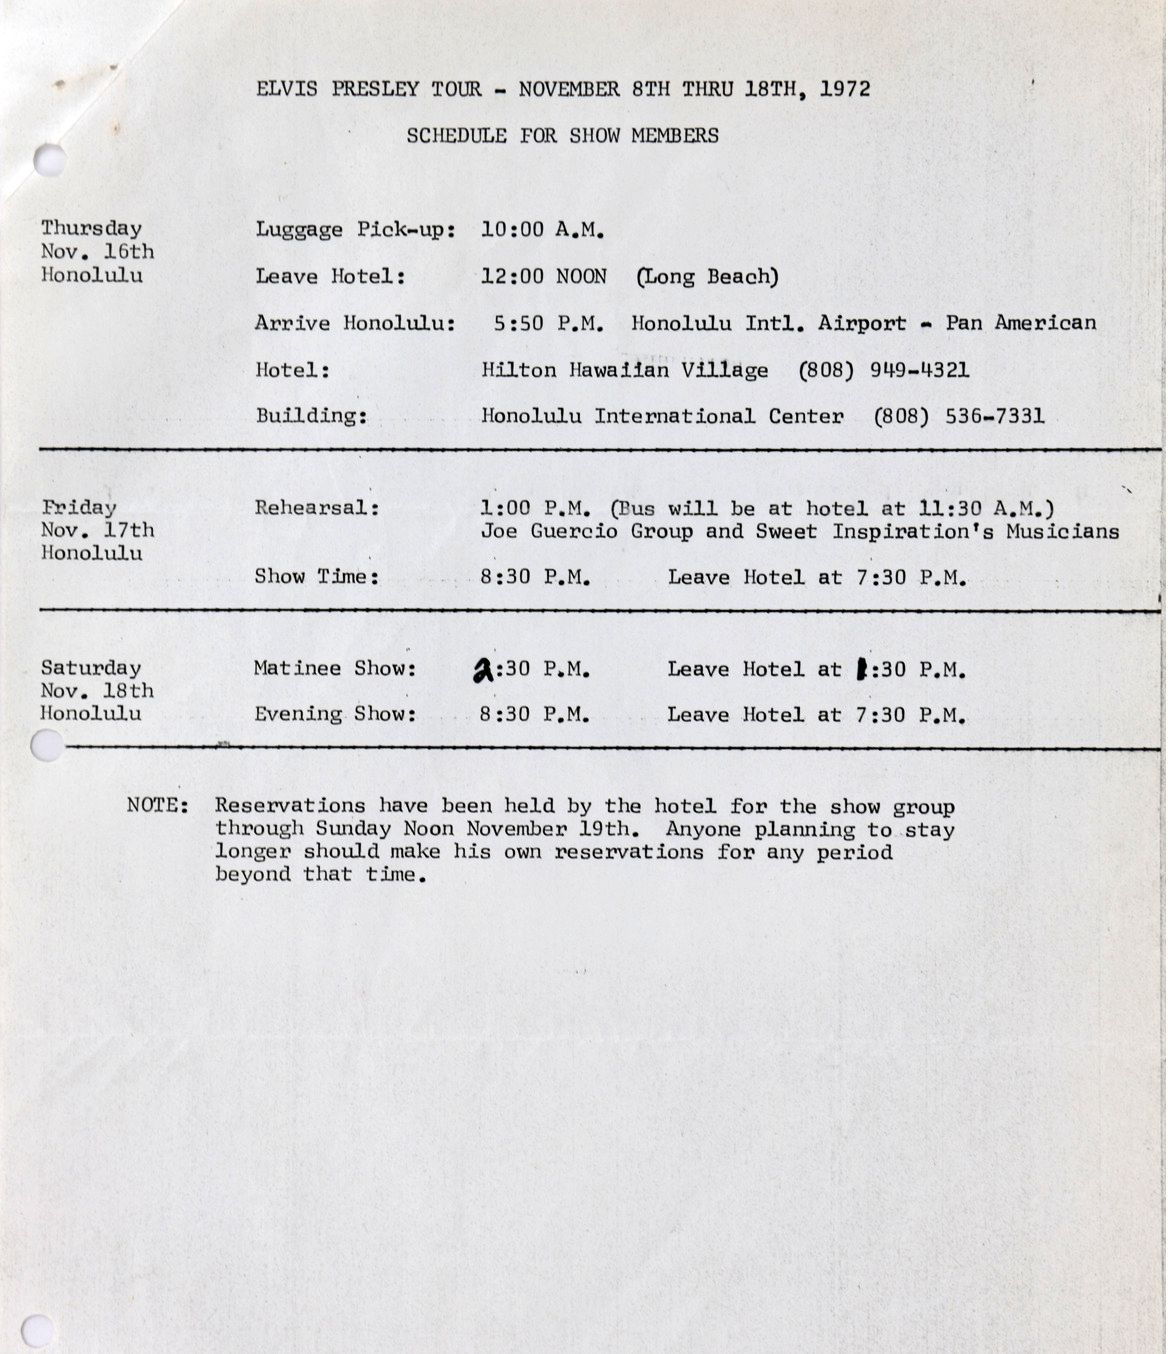 ELVIS PRESLEY TOUR - NOVEMBER 8TH THRU 18TH, 1972
SCHEDULE FOR SHOW MEMBERS
Thursday
Nov. 16th
Honolulu
Luggage Pick-up: 10:00 A.M.
Leave Hotel: 12:00 NOON (Long Beach)
Arrive Honolulu: 5:50 P.M. Honolulu Intl. Airport - Pan American
Hotel: Hilton Hawaiian Village (808) 949-4321
Building: Honolulu International Center (808) 536-7331
Friday
Nov. 17th
Honolulu
Rehearsal: 1:00 P.M. (Bus will be at hotel at 11:30 A.M.)
Joe Guercio Group and Sweet Inspiration's Musicians
Show Time: 8:30 P.M. Leave Hotel at 7:30 P.M.
Saturday
Nov. 18th
Honolulu
Matinee Show: 2:30 P.M. Leave Hotel at 1:30 P.M.
Evening Show: 8:30 P.M. Leave Hotel at 7:30 P.M.
NOTE: Reservations have been held by the hotel for the show group
through Sunday Noon November 19th. Anyone planning to stay
longer should make his own reservations for any period
beyond that time.